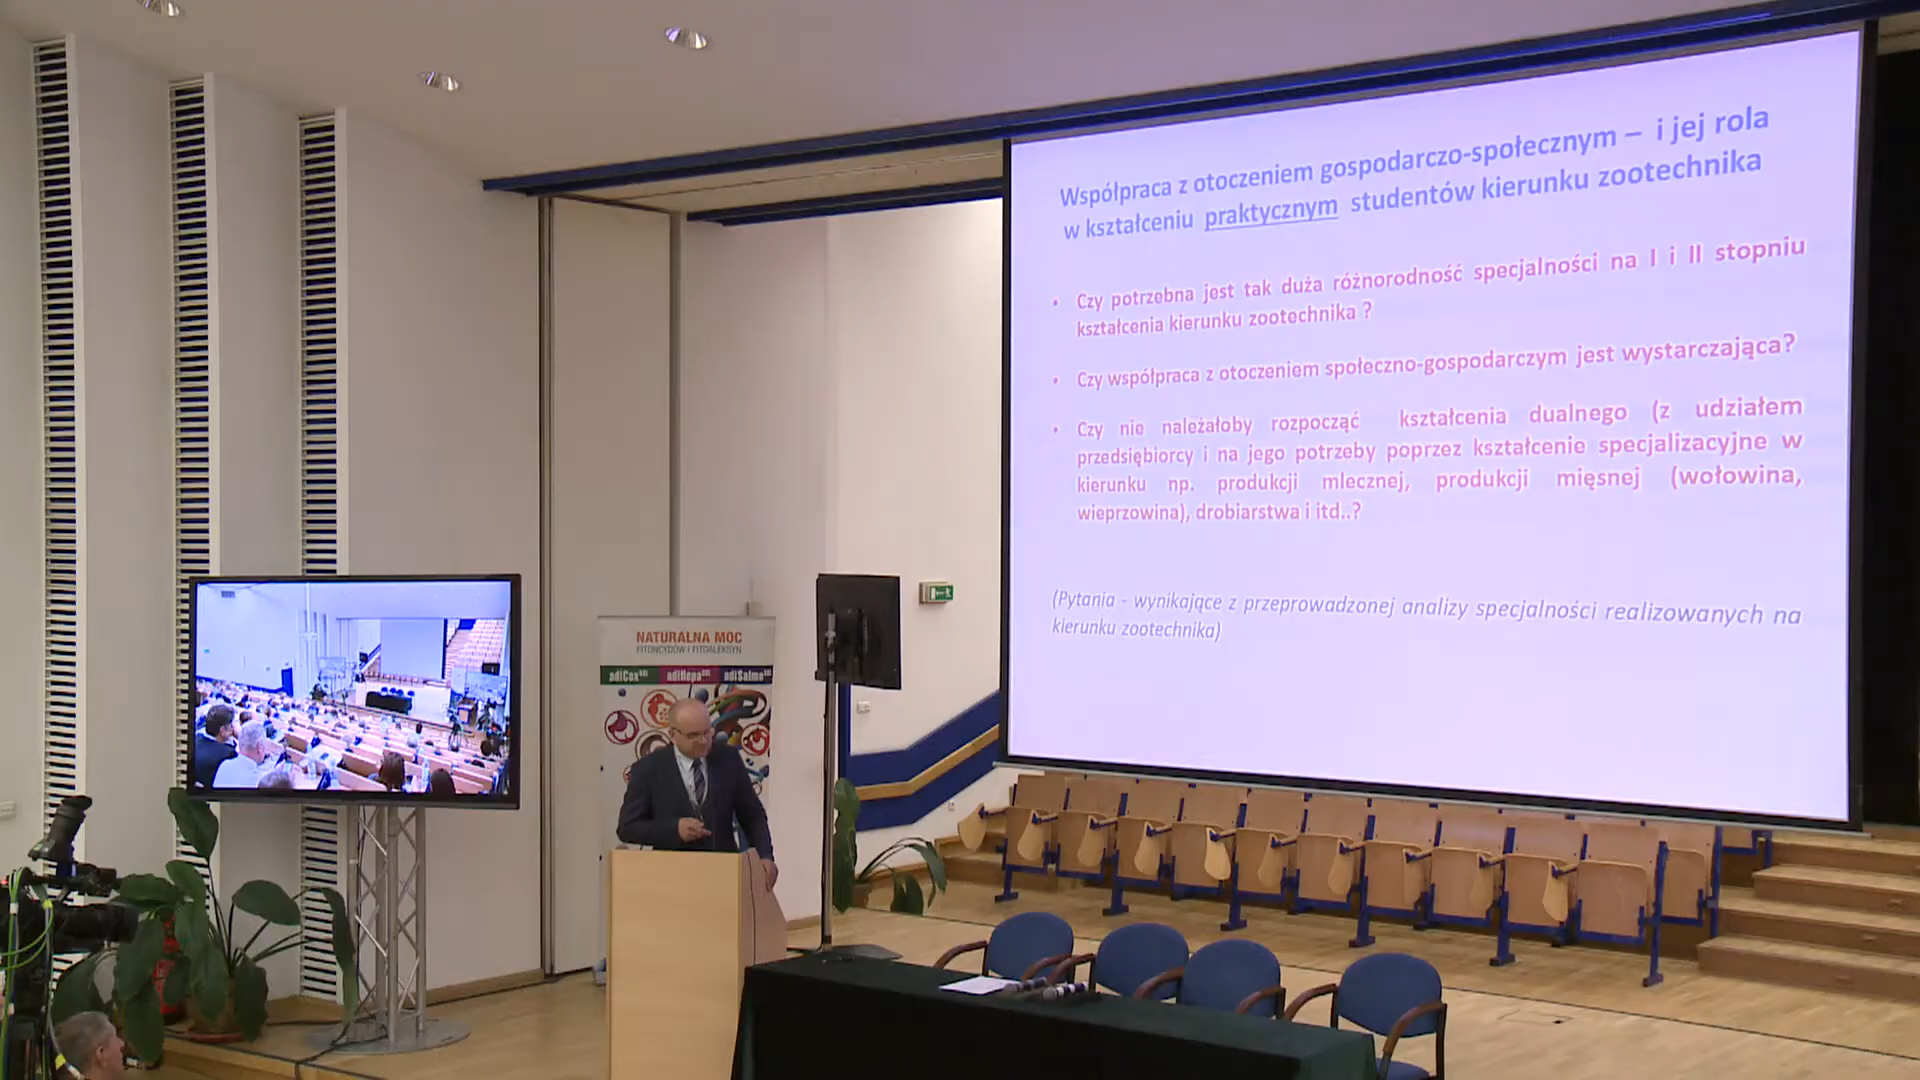 Współpraca z otoczeniem gospodarczo-społecznym – i jej rola
w kształceniu praktycznym studentów kierunku zootechnika
• Czy potrzebna jest tak duża różnorodność specjalności na I i II stopniu
kształcenia kierunku zootechnika ?
• Czy współpraca z otoczeniem społeczno-gospodarczym jest wystarczająca?
• Czy nie należałoby rozpocząć kształcenia dualnego (z udziałem
przedsiębiorcy i na jego potrzeby poprzez kształcenie specjalizacyjne w
kierunku np. produkcji mlecznej, produkcji mięsnej (wołowina,
wieprzowina), drobiarstwa i itd..?
(Pytania - wynikające z przeprowadzonej analizy specjalności realizowanych na
kierunku zootechnika)
NATURALNA MOC
FITONCYDÓW I FITOALEKSYN
adiCox adiHepa adiSalmo